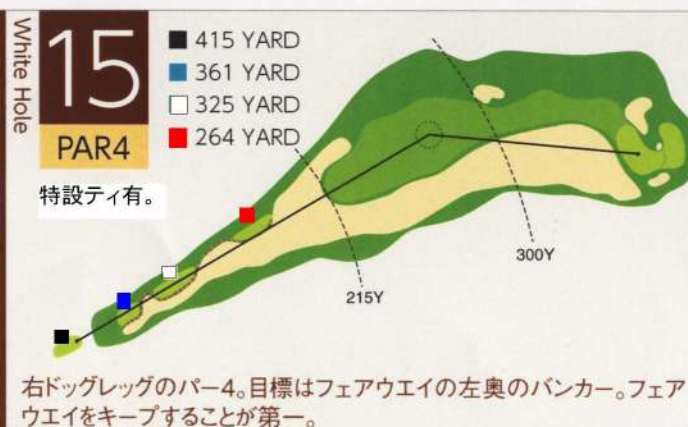 White Hole
15
PAR4
415 YARD
361 YARD
325 YARD
264 YARD
特設ティ有。
300Y
215Y
右ドッグレッグのパー4。目標はフェアウエイの左奥のバンカー。フェア
ウエイをキープすることが第一。